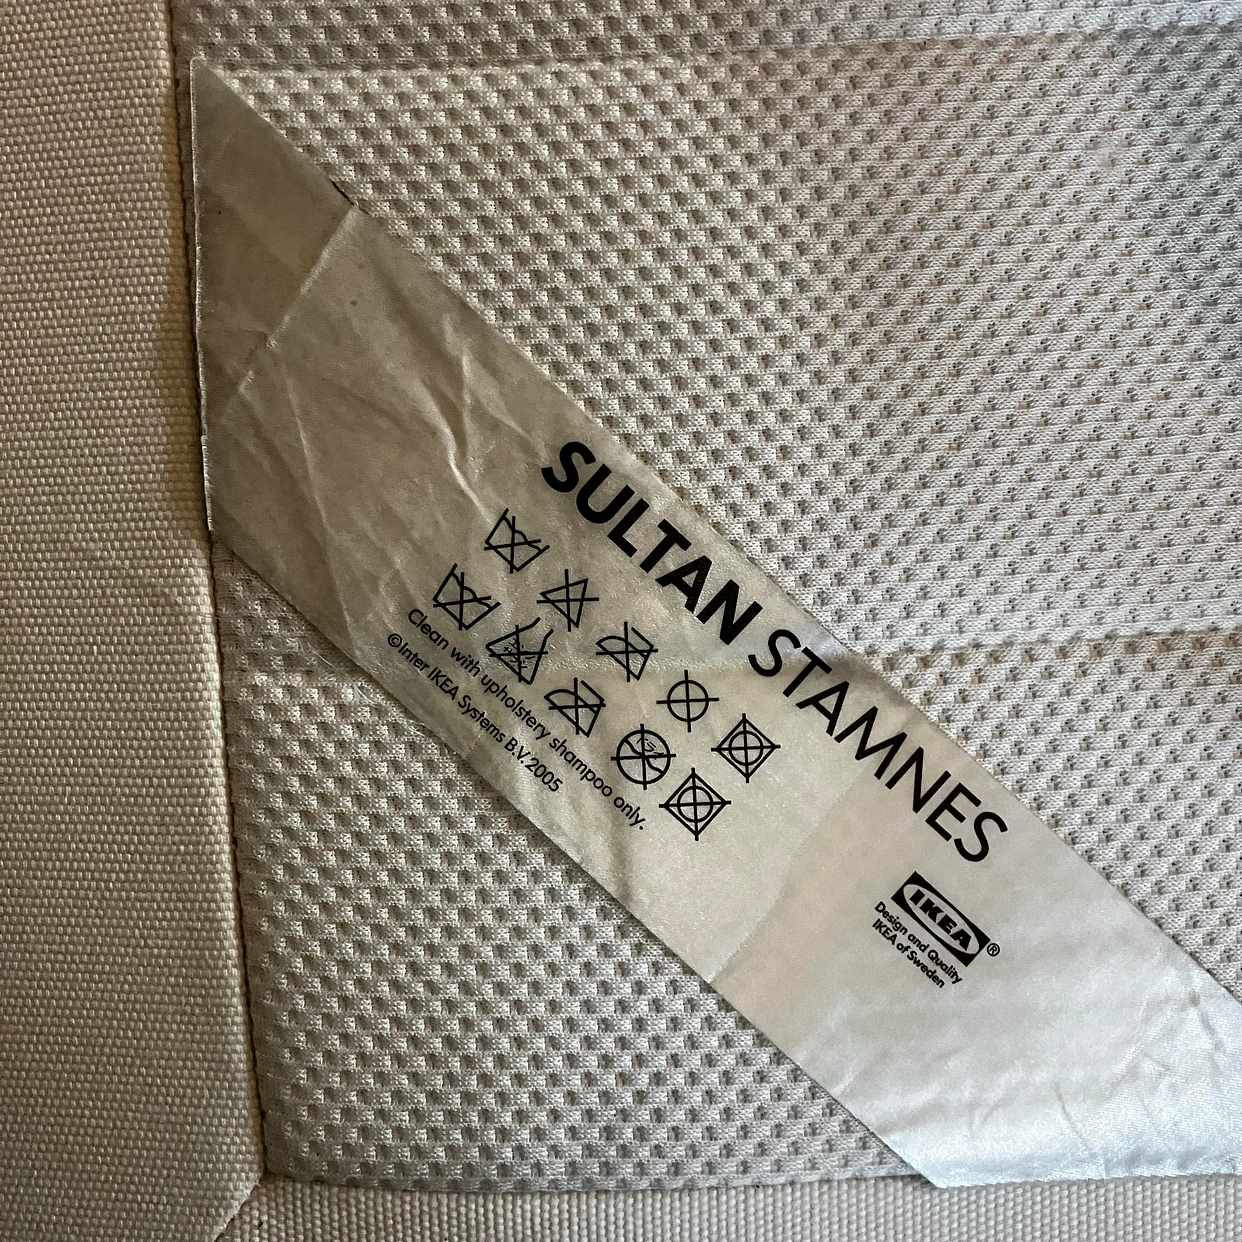 SULTAN STAMNES
Clean with upholstery shampoo only.
©Inter IKEA Systems B.V. 2005
IKEA®
Design and Quality
IKEA of Sweden